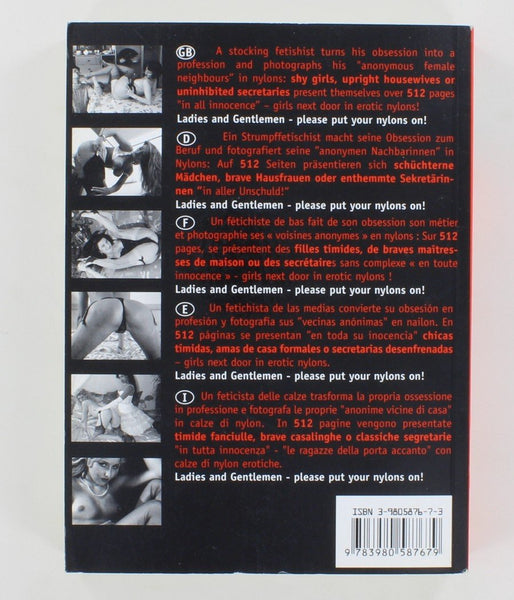 GB A stocking fetishist turns his obsession into a
profession and photographs his "anonymous female
neighbours" in nylons: shy girls, upright housewives or
uninhibited secretaries present themselves over 512 pages
"in all innocence" – girls next door in erotic nylons!
Ladies and Gentlemen - please put your nylons on!
D Ein Strumpffetischist macht seine Obsession zum
Beruf und fotografiert seine "anonymen Nachbarinnen" in
Nylons: Auf 512 Seiten präsentieren sich schüchterne
Mädchen, brave Hausfrauen oder enthemmte Sekretärin-
nen "in aller Unschuld!"
Ladies and Gentlemen - please put your nylons on!
F Un fétichiste de bas fait de son obsession son métier
et photographie ses « voisines anonymes » en nylons : Sur 512
pages, se présentent des filles timides, de braves maîtres-
ses de maison ou des secrétaires sans complexe « en toute
innocence » - girls next door in erotic nylons !
Ladies and Gentlemen - please put your nylons on!
E Un fetichista de las medias convierte su obsesión en
profesión y fotografia sus "vecinas anónimas" en nailon. En
512 páginas se presentan "en toda su inocencia" chicas
timidas, amas de casa formales o secretarias desenfrenadas
– girls next door in erotic nylons.
Ladies and Gentlemen - please put your nylons on!
I Un feticista delle calze trasforma la propria ossessione
in professione e fotografa le proprie "anonime vicine di casa"
in calze di nylon. In 512 pagine vengono presentate
timide fanciulle, brave casalinghe o classiche segretarie
"in tutta innocenza" - "le ragazze della porta accanto" con
calze di nylon erotiche.
Ladies and Gentlemen - please put your nylons on!
ISBN 3-9805876-7-3
9 783980 587679